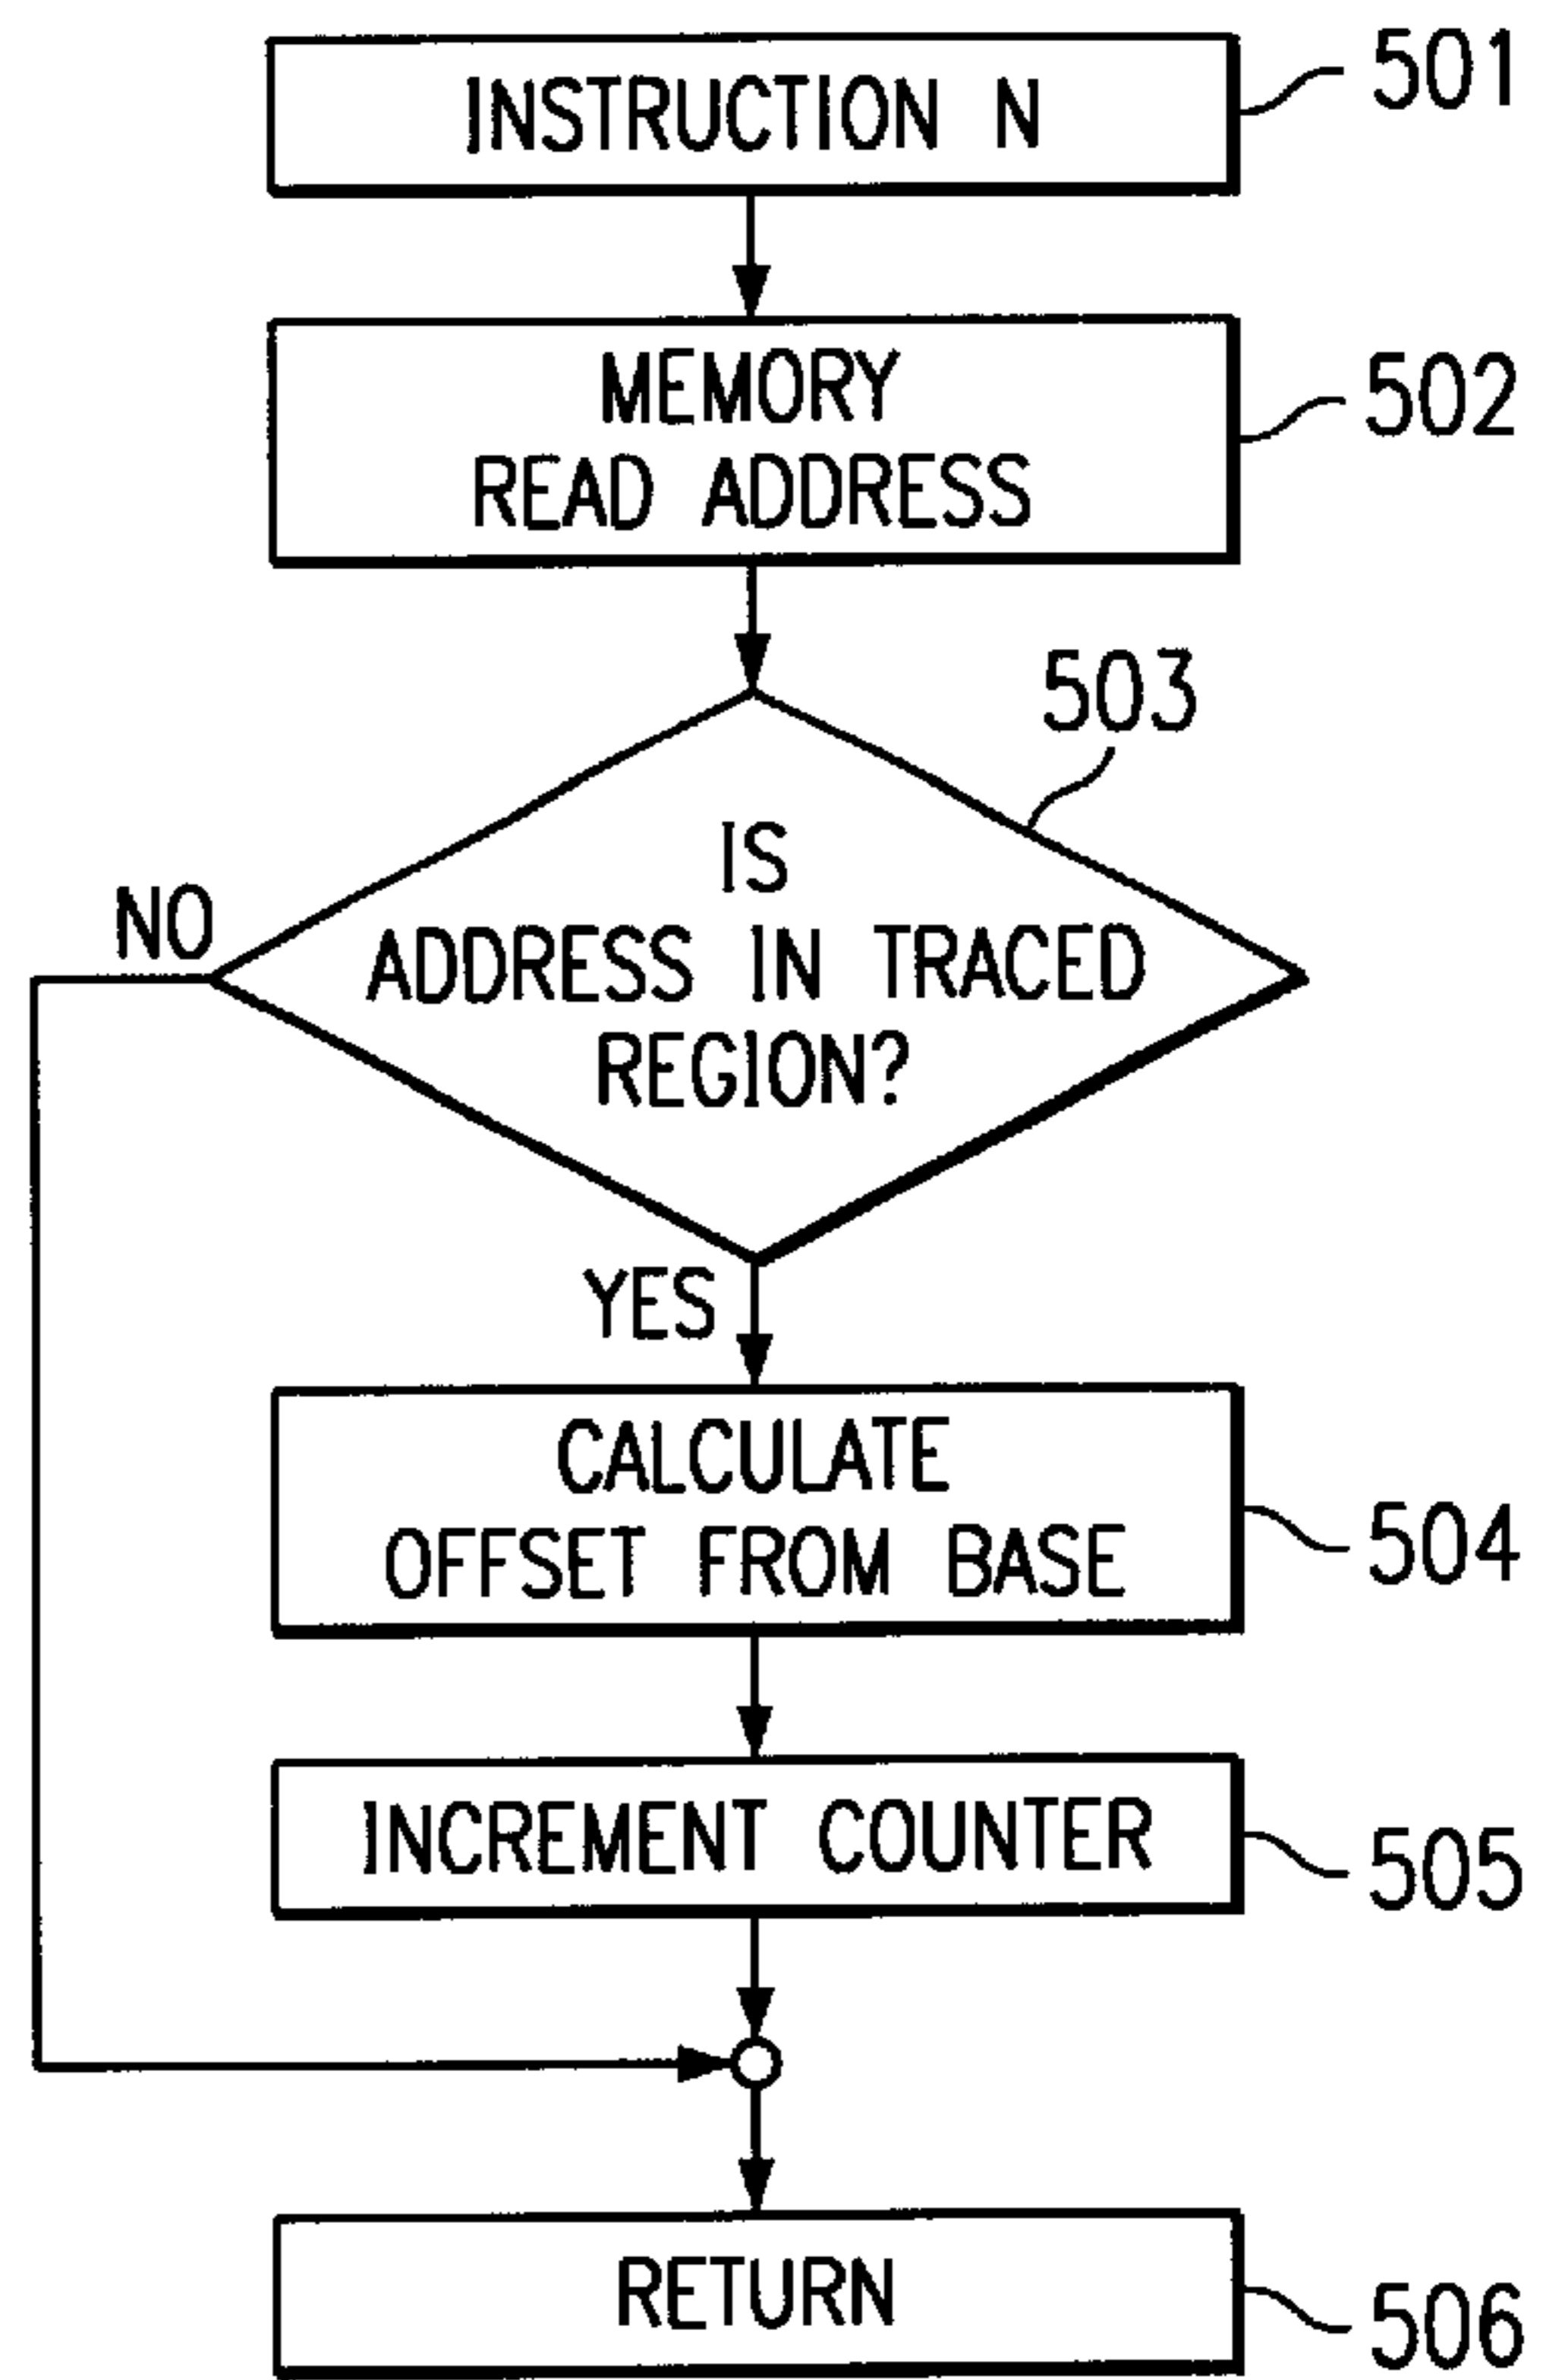 INSTRUCTION N
501
MEMORY
READ ADDRESS
502
503
IS
ADDRESS IN TRACED
REGION?
NO
YES
CALCULATE
OFFSET FROM BASE
504
INCREMENT COUNTER
505
RETURN
506